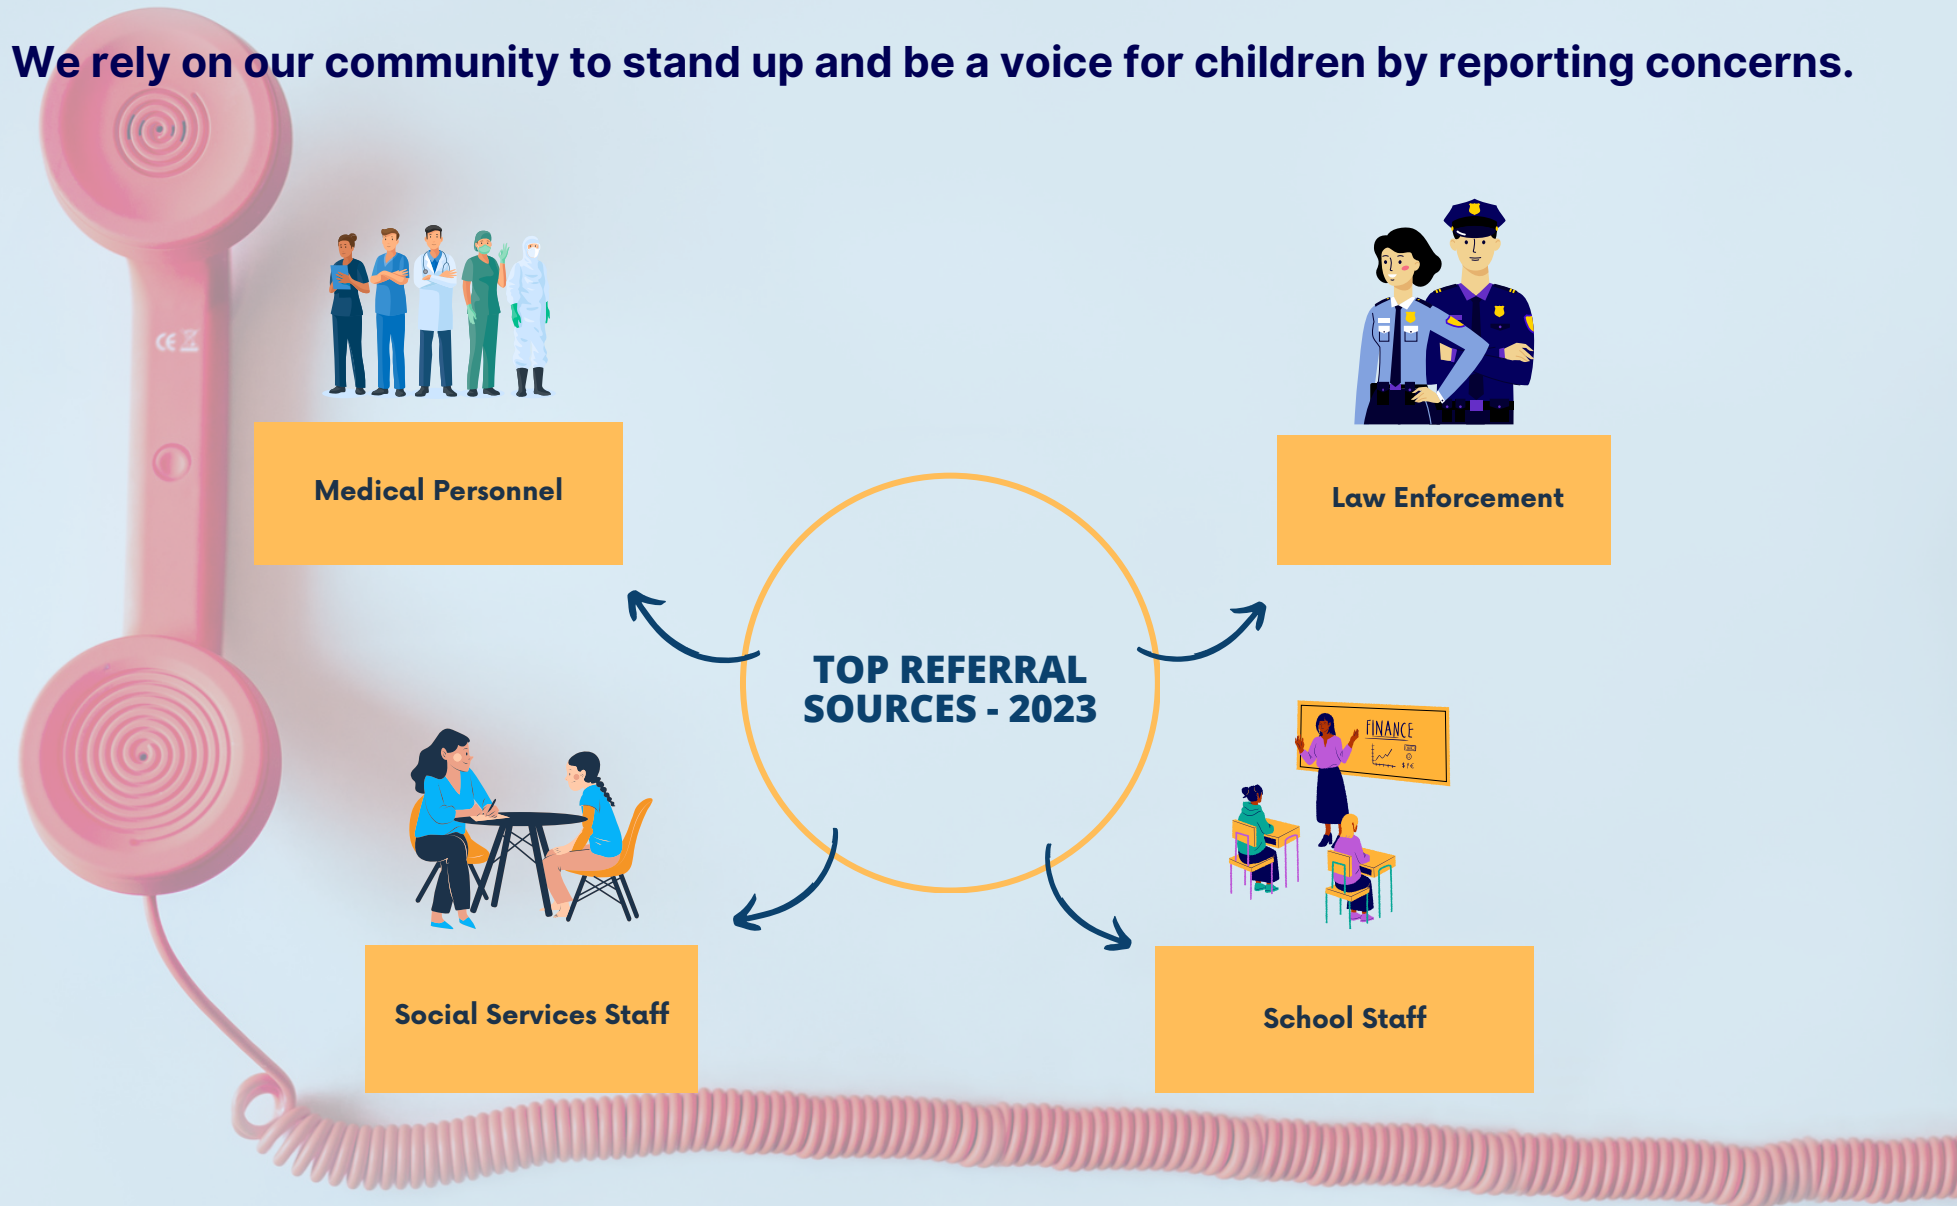 We rely on our community to stand up and be a voice for children by reporting concerns.
Medical Personnel
Law Enforcement
TOP REFERRAL
SOURCES - 2023
FINANCE
Social Services Staff
School Staff
CE